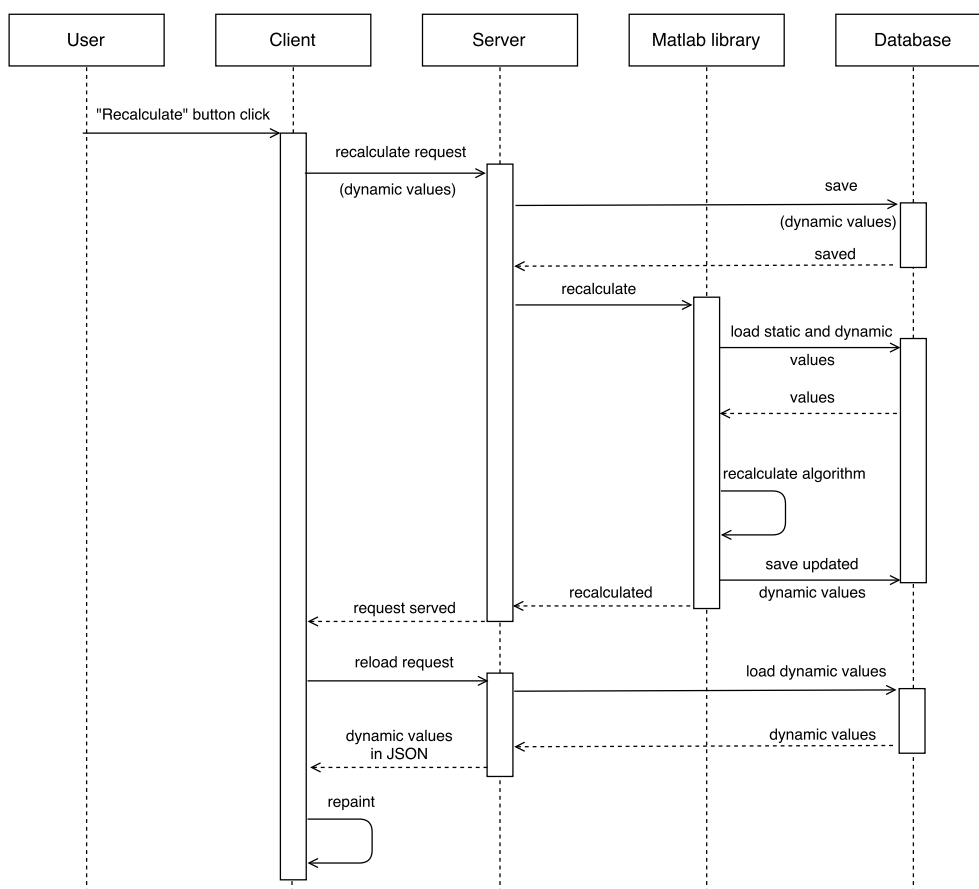 User
Client
Server
Matlab library
Database
"Recalculate" button click
recalculate request
(dynamic values)
save
(dynamic values)
saved
recalculate
load static and dynamic
values
values
recalculate algorithm
save updated
dynamic values
recalculated
request served
reload request
load dynamic values
dynamic values
dynamic values
in JSON
repaint